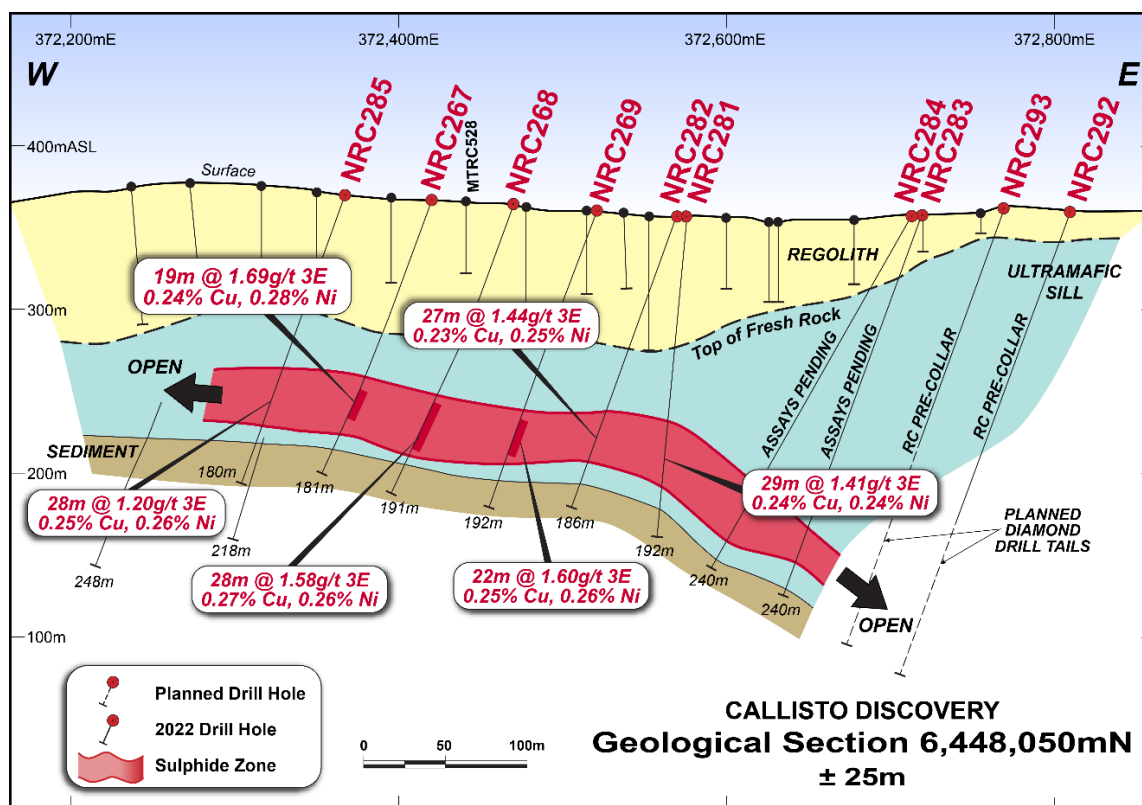 372,200mE
372,400mE
372,600mE
372,800mE
W
E
NRC285
NRC267
MTRC528
NRC268
NRC269
NRC282
NRC281
NRC284
NRC283
NRC293
NRC292
400mASL
Surface
REGOLITH
ULTRAMAFIC
SILL
19m @ 1.69g/t 3E
0.24% Cu, 0.28% Ni
27m @ 1.44g/t 3E
0.23% Cu, 0.25% Ni
300m
Top of Fresh Rock
OPEN
ASSAYS PENDING
ASSAYS PENDING
RC PRE-COLLAR
RC PRE-COLLAR
SEDIMENT
200m
180m
181m
191m
192m
186m
28m @ 1.20g/t 3E
0.25% Cu, 0.26% Ni
29m @ 1.41g/t 3E
0.24% Cu, 0.24% Ni
PLANNED
DIAMOND
DRILL TAILS
218m
192m
248m
28m @ 1.58g/t 3E
0.27% Cu, 0.26% Ni
22m @ 1.60g/t 3E
0.25% Cu, 0.26% Ni
240m
240m
OPEN
100m
Planned Drill Hole
2022 Drill Hole
Sulphide Zone
0
50
100m
CALLISTO DISCOVERY
Geological Section 6,448,050mN
± 25m